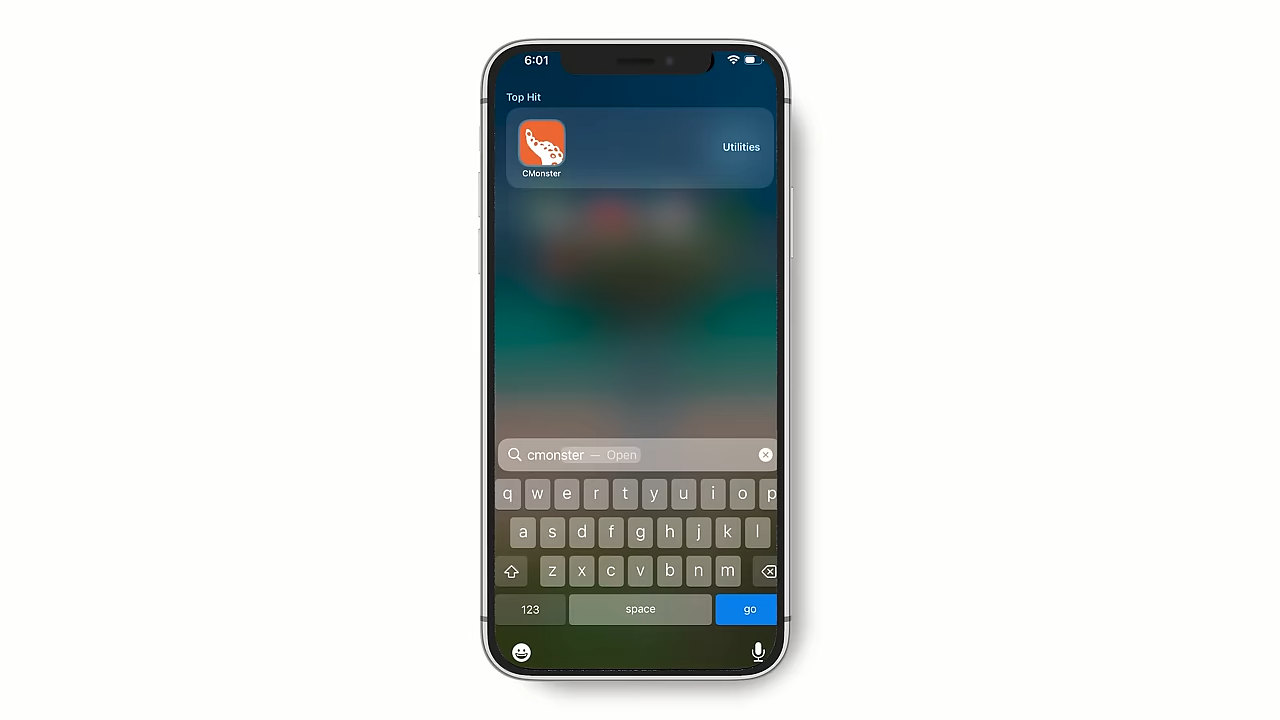 6:01
Top Hit
Utilities
CMonster
cmonster — Open
q w e r t y u i o p
a s d f g h j k l
z x c v b n m
123 space go